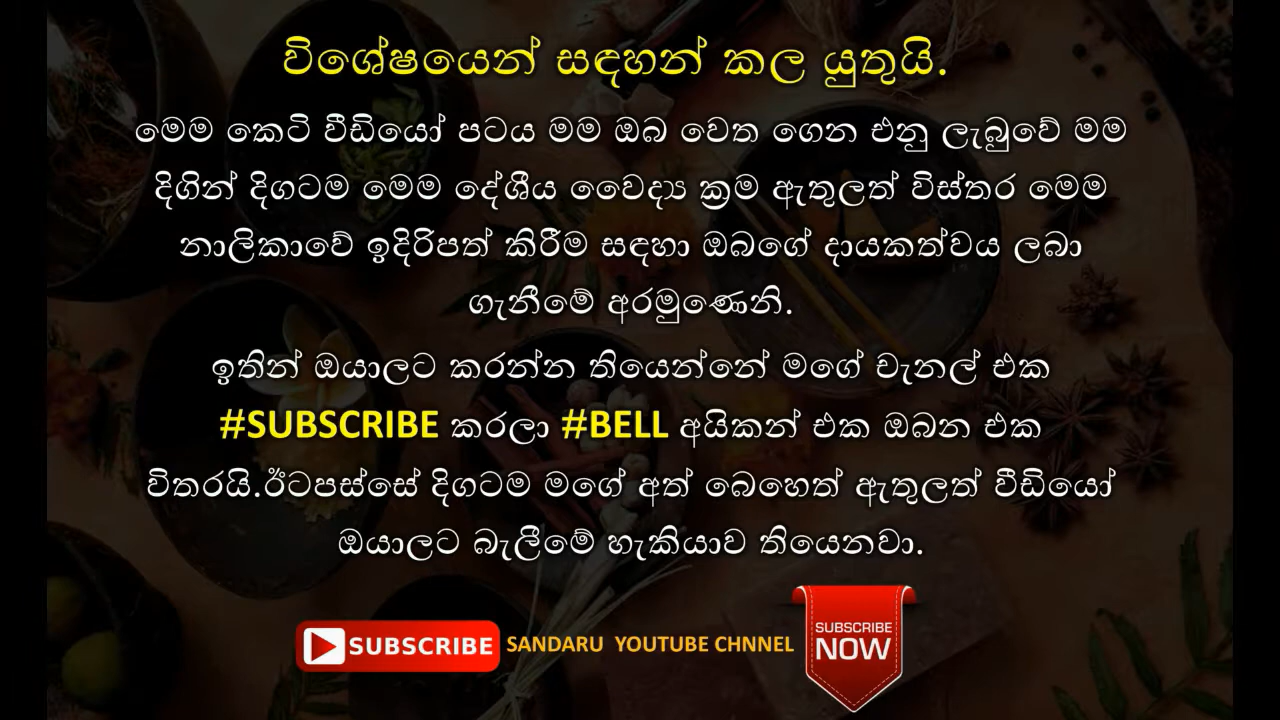 විශේෂයෙන් සඳහන් කල යුතුයි.
මෙම කෙටි වීඩියෝ පටය මම ඔබ වෙත ගෙන එනු ලැබුවේ මම
දිගින් දිගටම මෙම දේශීය වෛද්‍ය ක්‍රම ඇතුලත් විස්තර මෙම
නාලිකාවේ ඉදිරිපත් කිරීම සඳහා ඔබගේ දායකත්වය ලබා
ගැනීමේ අරමුණෙනි.
ඉතින් ඔයාලට කරන්න තියෙන්නේ මගේ චැනල් එක
#SUBSCRIBE කරලා #BELL අයිකන් එක ඔබන එක
විතරයි.ඊටපස්සේ දිගටම මගේ අත් බෙහෙත් ඇතුලත් වීඩියෝ
ඔයාලට බැලීමේ හැකියාව තියෙනවා.
SUBSCRIBE SANDARU YOUTUBE CHNNEL
SUBSCRIBE
NOW